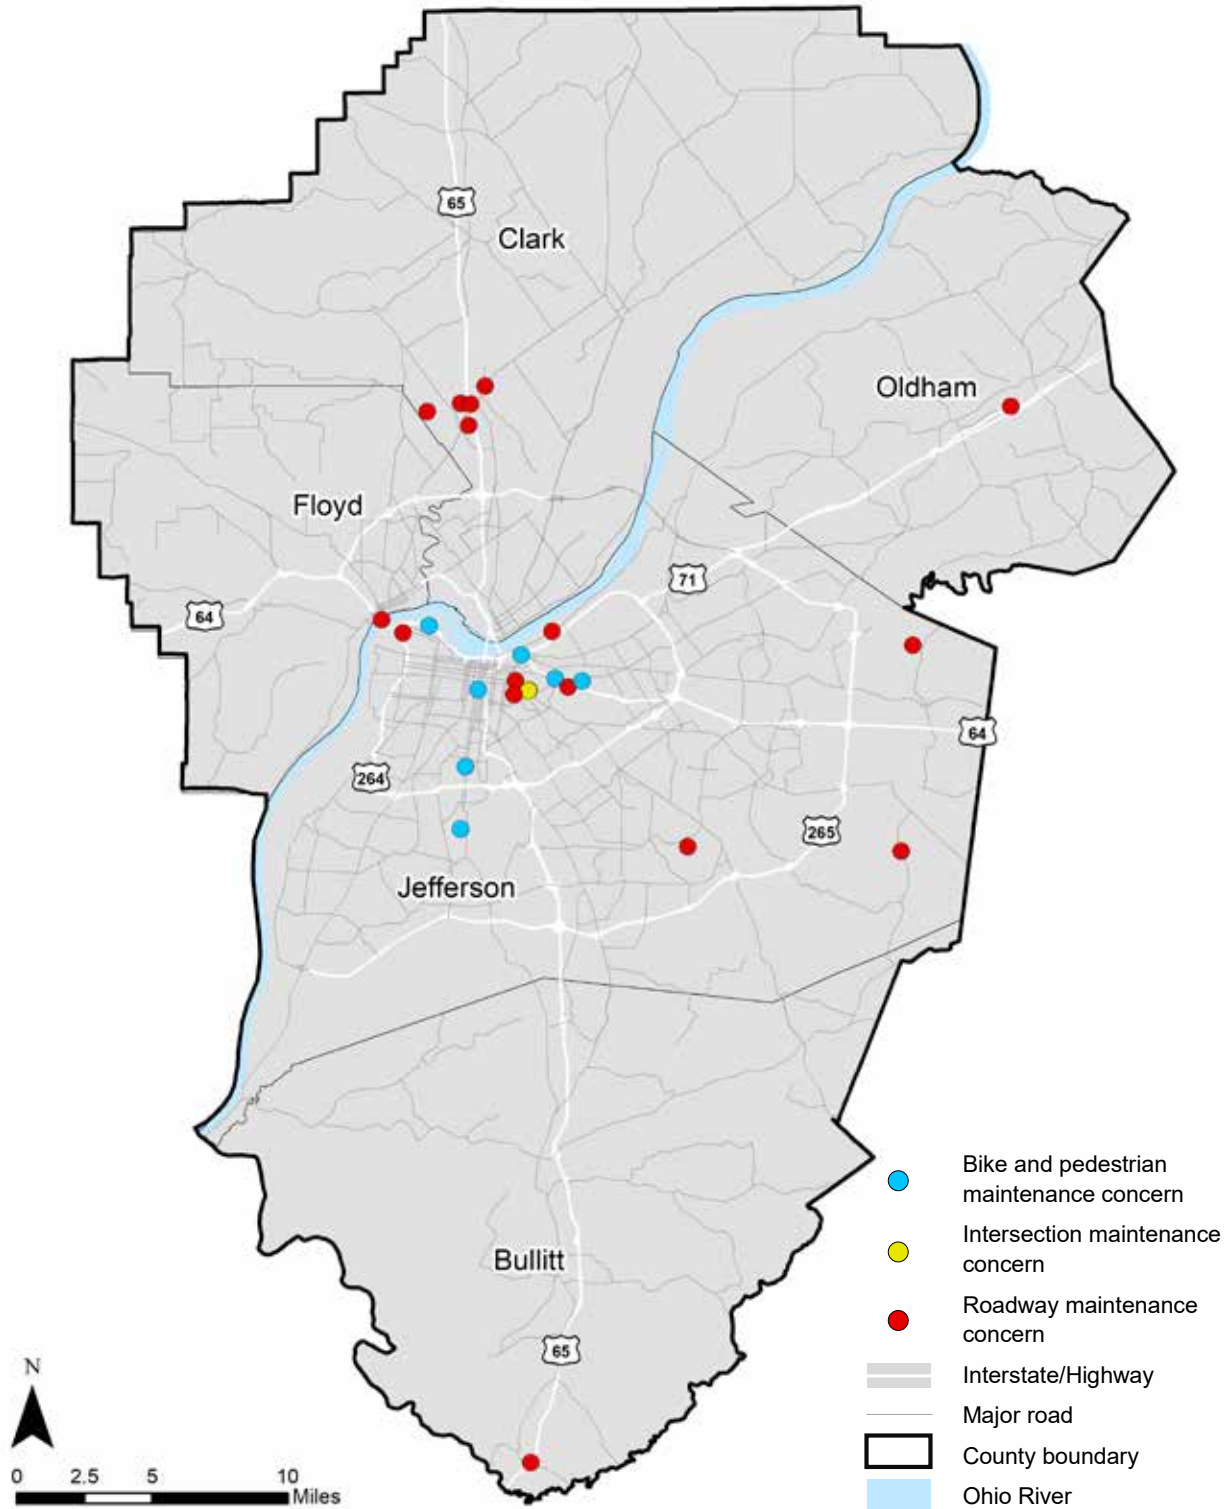 65
Clark
Oldham
Floyd
71
64
64
264
265
Jefferson
Bullitt
65
Bike and pedestrian
maintenance concern
Intersection maintenance
concern
Roadway maintenance
concern
Interstate/Highway
Major road
County boundary
Ohio River
N
0 2.5 5 10
Miles